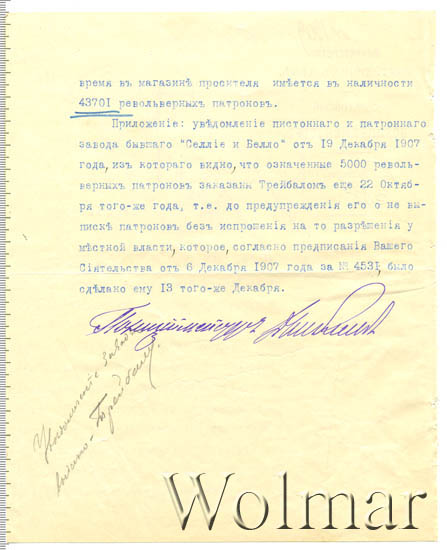 время въ магазинѣ просителя имѣется въ наличности
43701 револьверныхъ патроновъ.
Приложеніе: увѣдомленіе пистоннаго и патроннаго
завода бывшаго "Селліе и Белло" отъ 19 Декабря 1907
года, изъ котораго видно, что означенные 5000 револь-
верныхъ патроновъ заказаны Трейбаломъ еще 22 Октяб-
ря того-же года, т.е. до предупрежденія его о не вы-
пискѣ патроновъ безъ испрошенія на то разрѣшенія у
мѣстной власти, которое, согласно предписанія Вашего
Сіятельства отъ 6 Декабря 1907 года за № 4531, было
сдѣлано ему 13 того-же Декабря.
Полиціймейстеръ
Wolmar